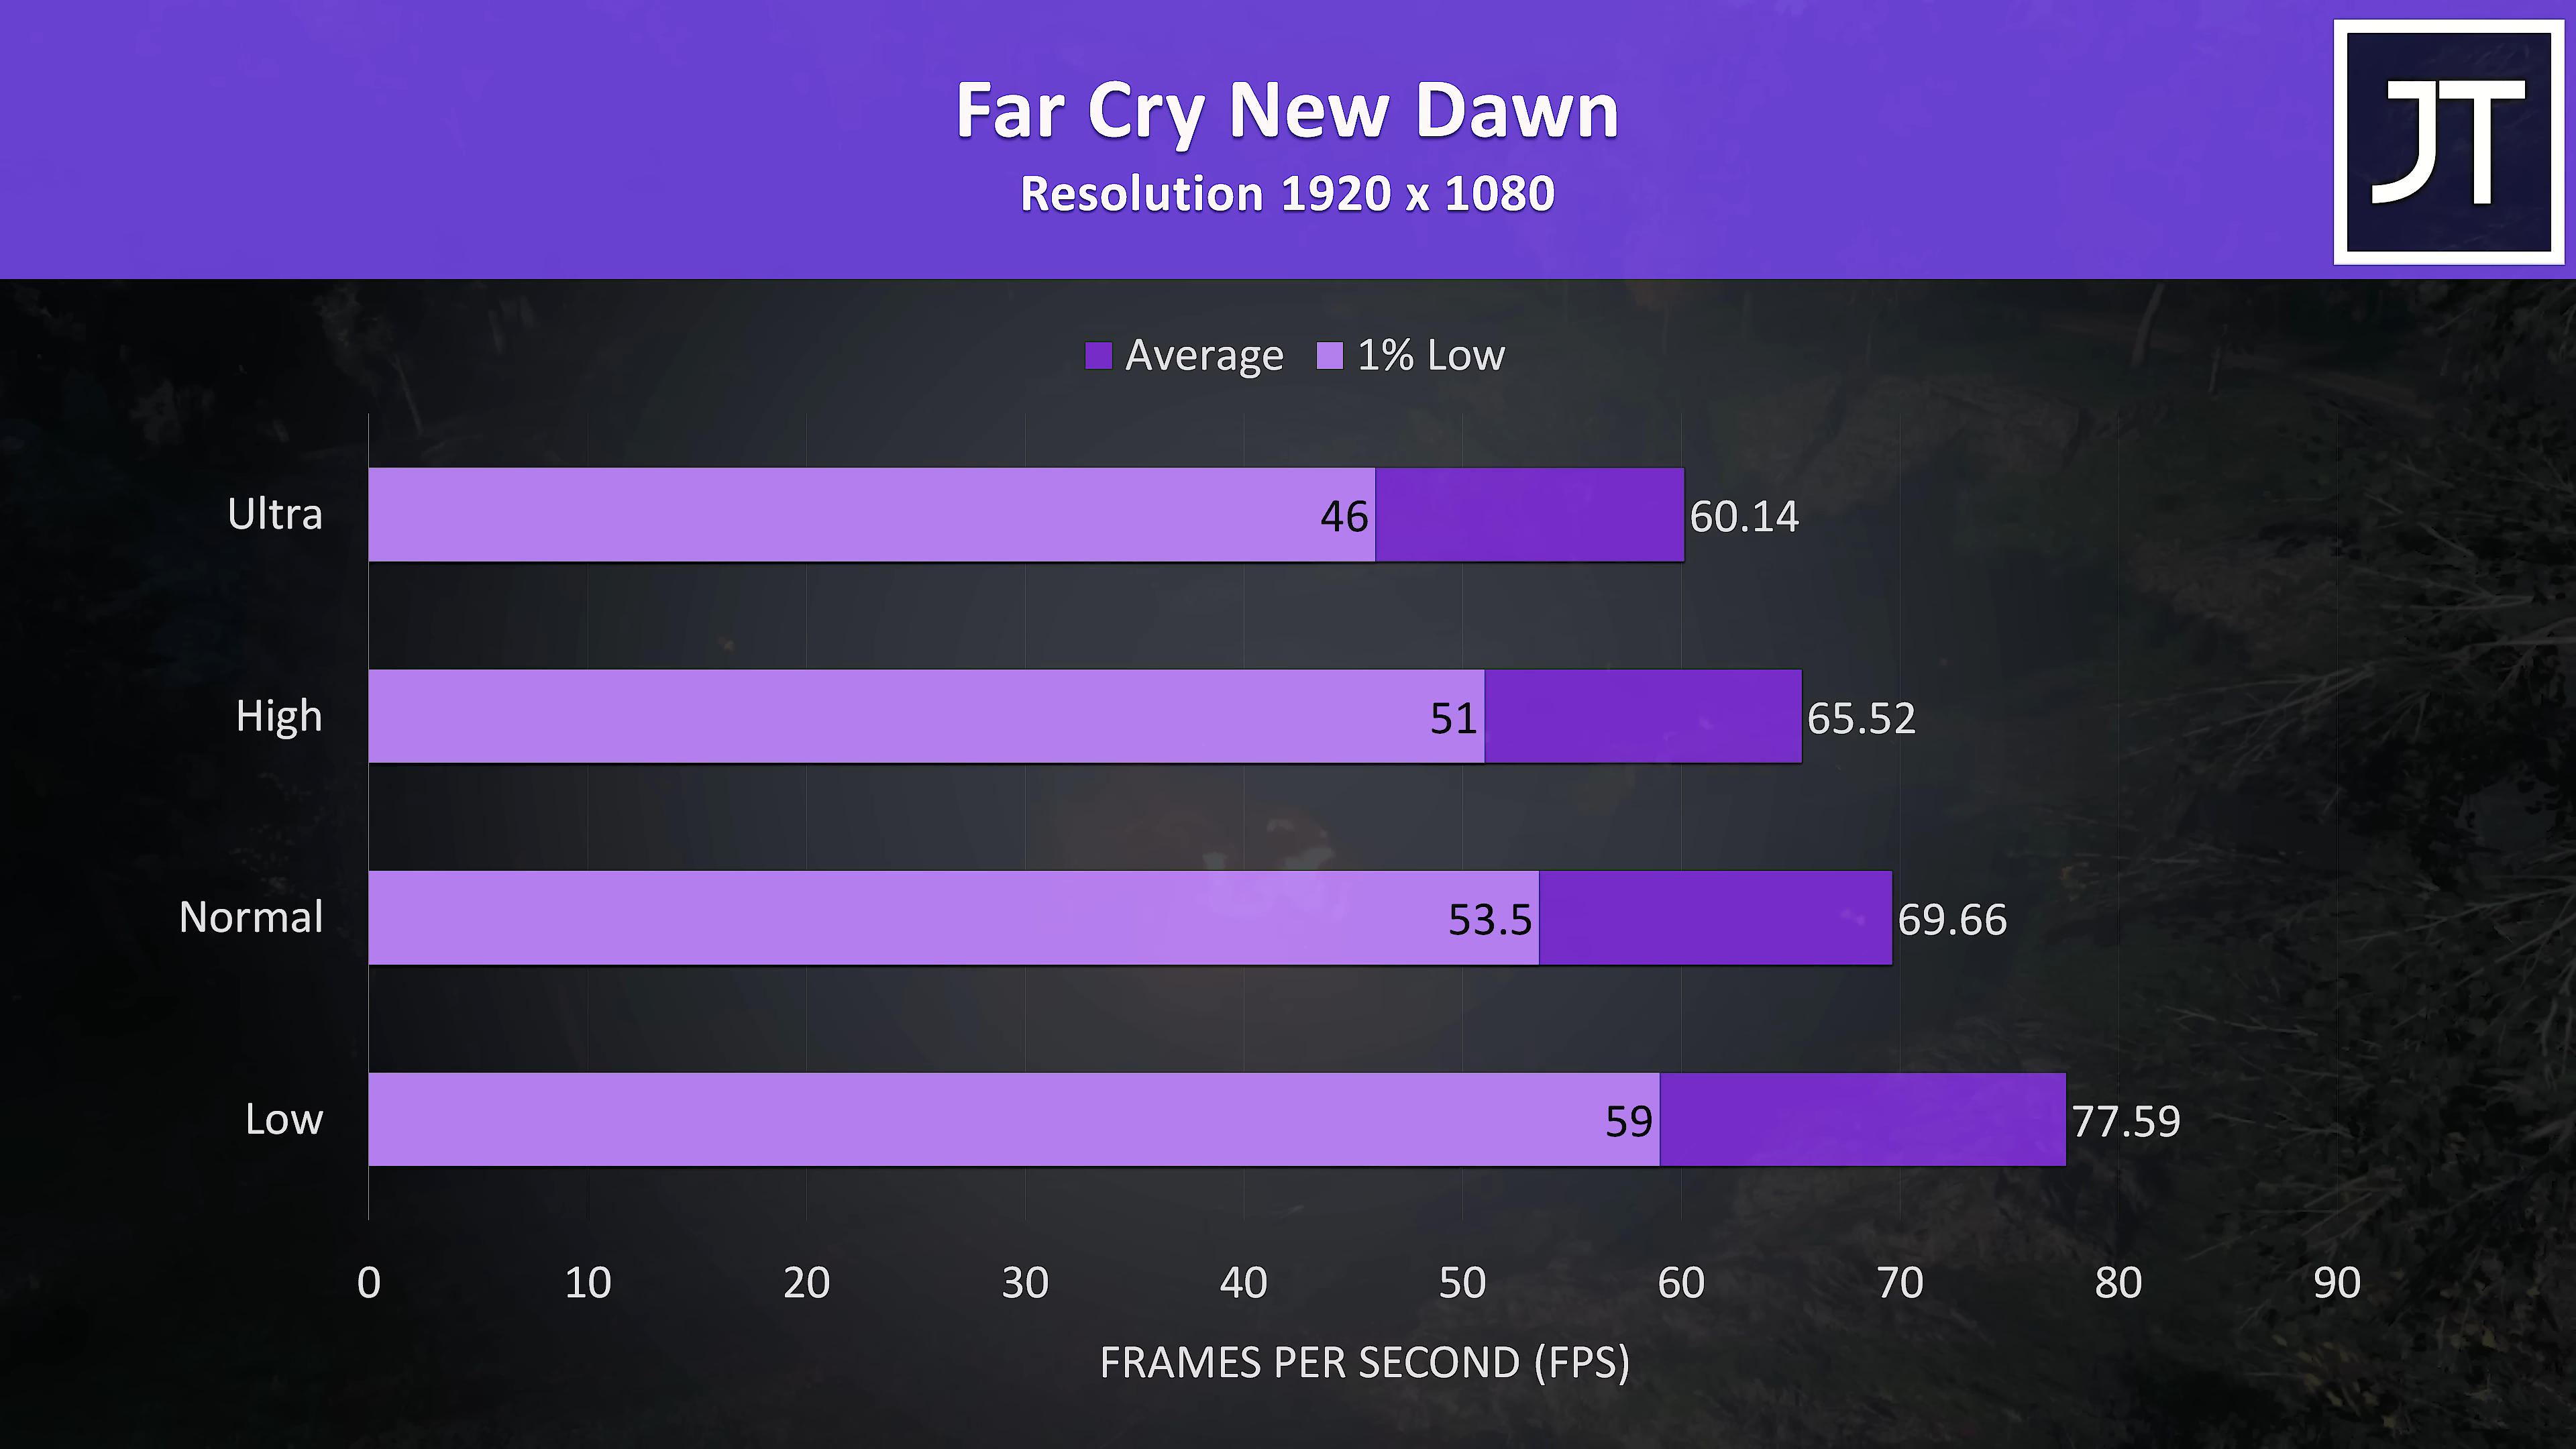 Far Cry New Dawn
Resolution 1920 x 1080
JT
Average 1% Low
Ultra 46 60.14
High 51 65.52
Normal 53.5 69.66
Low 59 77.59
0 10 20 30 40 50 60 70 80 90
FRAMES PER SECOND (FPS)